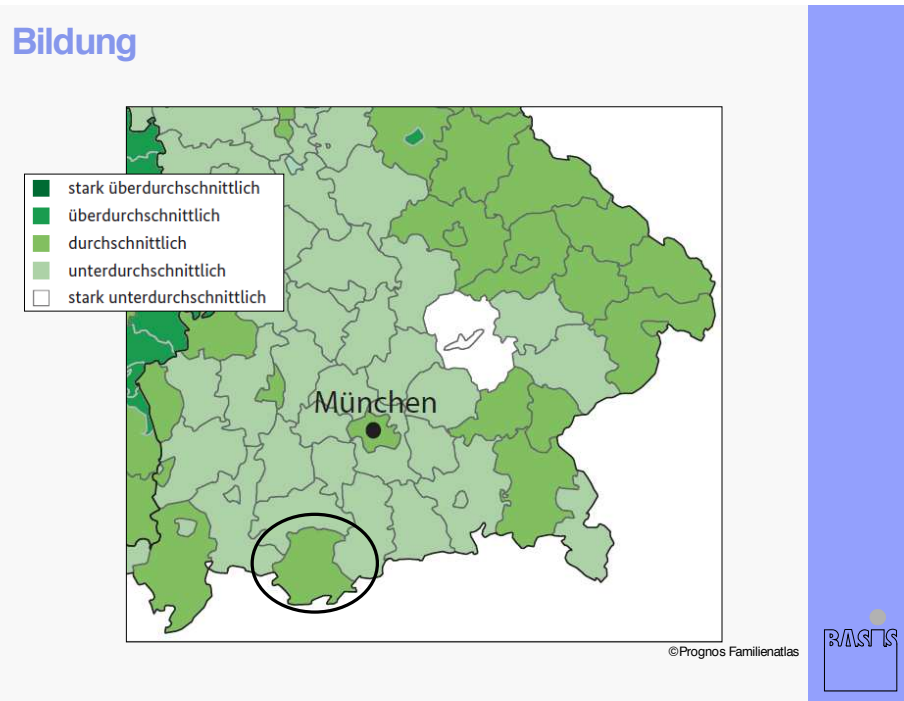 Bildung
stark überdurchschnittlich
überdurchschnittlich
durchschnittlich
unterdurchschnittlich
stark unterdurchschnittlich
München
©Prognos Familienatlas
BASIS